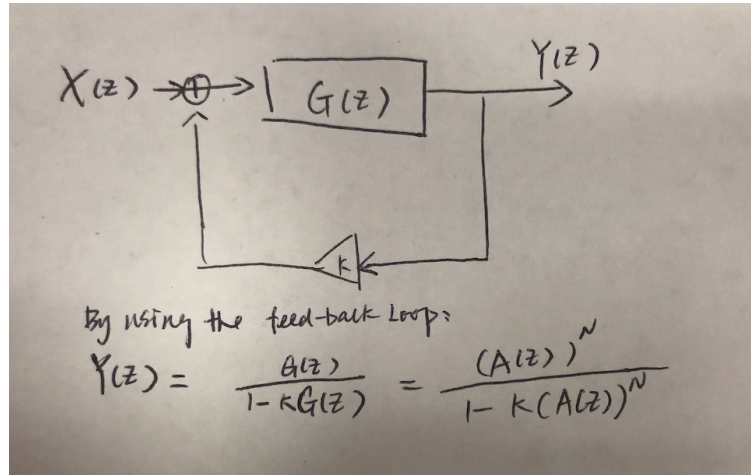 X(z)
+
G(z)
Y(z)
K
By using the feed-back Loop:
Y(z) = G(z) / 1 - KG(z) = (A(z))^N / 1 - K(A(z))^N